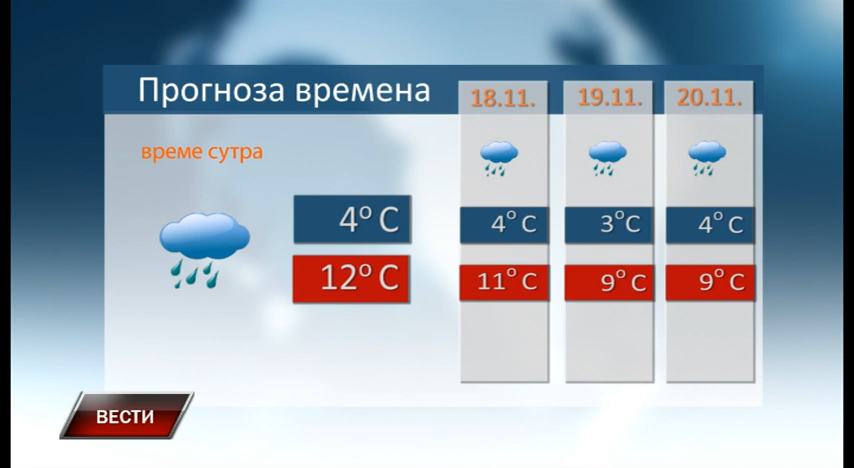 Прогноза времена
време сутра
4° C
12° C
18.11.
4° C
11° C
19.11.
3°C
9° C
20.11.
4° C
9° C
ВЕСТИ